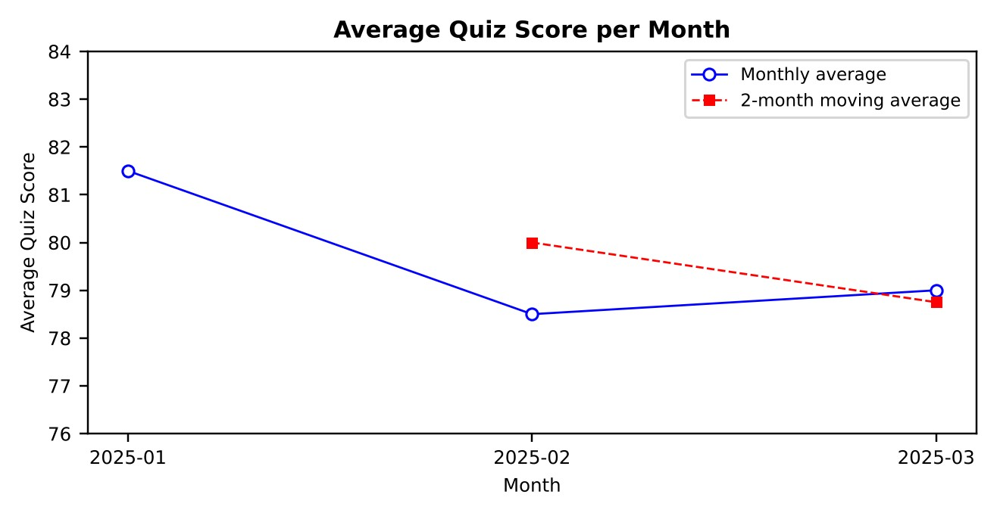 Average Quiz Score per Month
Monthly average
2-month moving average
Average Quiz Score
84
83
82
81
80
79
78
77
76
2025-01
2025-02
2025-03
Month